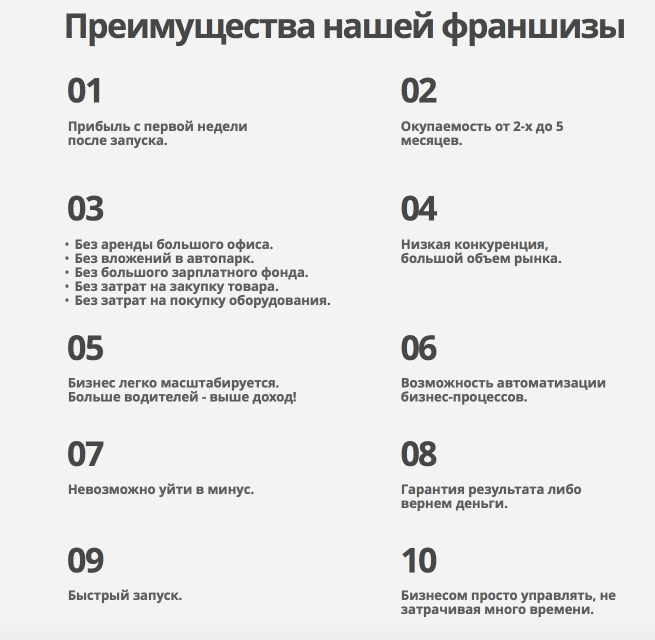 Преимущества нашей франшизы
01
Прибыль с первой недели
после запуска.
02
Окупаемость от 2-х до 5
месяцев.
03
• Без аренды большого офиса.
• Без вложений в автопарк.
• Без большого зарплатного фонда.
• Без затрат на закупку товара.
• Без затрат на покупку оборудования.
04
Низкая конкуренция,
большой объем рынка.
05
Бизнес легко масштабируется.
Больше водителей - выше доход!
06
Возможность автоматизации
бизнес-процессов.
07
Невозможно уйти в минус.
08
Гарантия результата либо
вернем деньги.
09
Быстрый запуск.
10
Бизнесом просто управлять, не
затрачивая много времени.